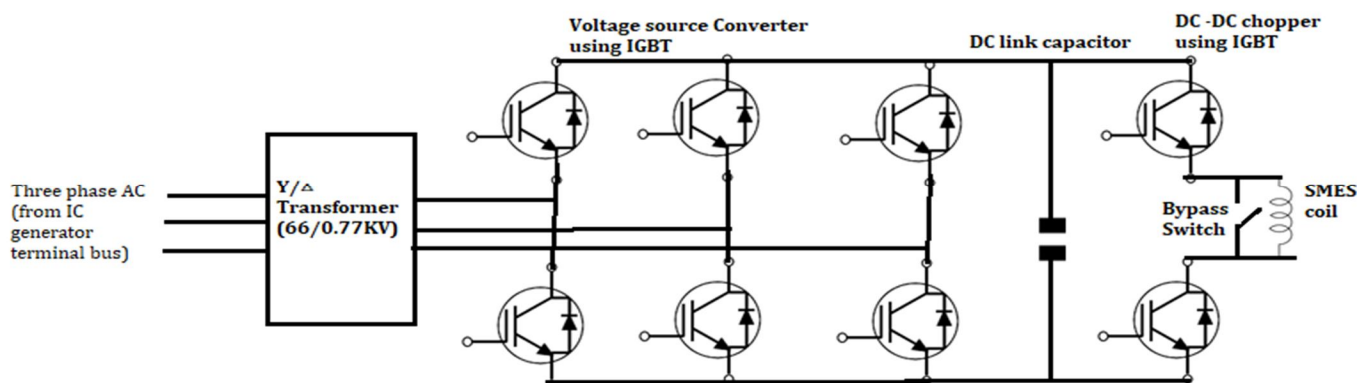 Voltage source Converter
using IGBT
DC link capacitor
DC -DC chopper
using IGBT
Three phase AC
(from IC
generator
terminal bus)
Y/△
Transformer
(66/0.77KV)
Bypass
Switch
SMES
coil